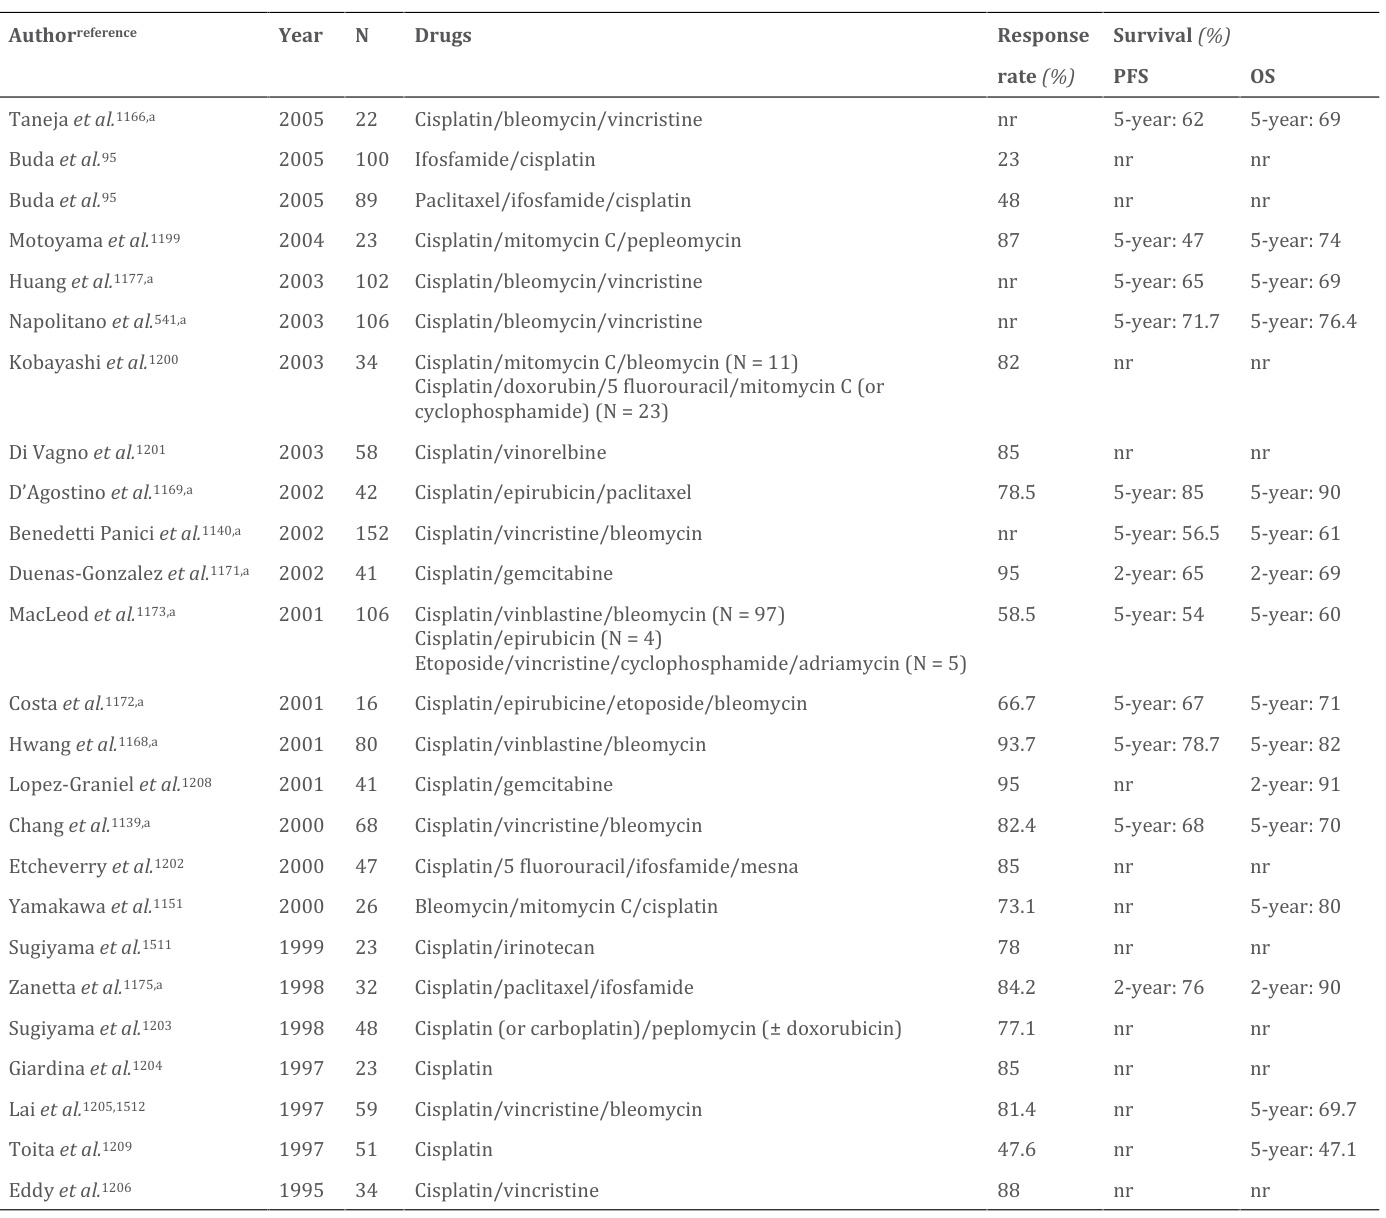 Authorreference Year N Drugs Response Survival (%)
rate (%) PFS OS
Taneja et al.1166,a 2005 22 Cisplatin/bleomycin/vincristine nr 5-year: 62 5-year: 69
Buda et al.95 2005 100 Ifosfamide/cisplatin 23 nr nr
Buda et al.95 2005 89 Paclitaxel/ifosfamide/cisplatin 48 nr nr
Motoyama et al.1199 2004 23 Cisplatin/mitomycin C/pepleomycin 87 5-year: 47 5-year: 74
Huang et al.1177,a 2003 102 Cisplatin/bleomycin/vincristine nr 5-year: 65 5-year: 69
Napolitano et al.541,a 2003 106 Cisplatin/bleomycin/vincristine nr 5-year: 71.7 5-year: 76.4
Kobayashi et al.1200 2003 34 Cisplatin/mitomycin C/bleomycin (N = 11) 82 nr nr
Cisplatin/doxorubin/5 fluorouracil/mitomycin C (or
cyclophosphamide) (N = 23)
Di Vagno et al.1201 2003 58 Cisplatin/vinorelbine 85 nr nr
D’Agostino et al.1169,a 2002 42 Cisplatin/epirubicin/paclitaxel 78.5 5-year: 85 5-year: 90
Benedetti Panici et al.1140,a 2002 152 Cisplatin/vincristine/bleomycin nr 5-year: 56.5 5-year: 61
Duenas-Gonzalez et al.1171,a 2002 41 Cisplatin/gemcitabine 95 2-year: 65 2-year: 69
MacLeod et al.1173,a 2001 106 Cisplatin/vinblastine/bleomycin (N = 97) 58.5 5-year: 54 5-year: 60
Cisplatin/epirubicin (N = 4)
Etoposide/vincristine/cyclophosphamide/adriamycin (N = 5)
Costa et al.1172,a 2001 16 Cisplatin/epirubicine/etoposide/bleomycin 66.7 5-year: 67 5-year: 71
Hwang et al.1168,a 2001 80 Cisplatin/vinblastine/bleomycin 93.7 5-year: 78.7 5-year: 82
Lopez-Graniel et al.1208 2001 41 Cisplatin/gemcitabine 95 nr 2-year: 91
Chang et al.1139,a 2000 68 Cisplatin/vincristine/bleomycin 82.4 5-year: 68 5-year: 70
Etcheverry et al.1202 2000 47 Cisplatin/5 fluorouracil/ifosfamide/mesna 85 nr nr
Yamakawa et al.1151 2000 26 Bleomycin/mitomycin C/cisplatin 73.1 nr 5-year: 80
Sugiyama et al.1511 1999 23 Cisplatin/irinotecan 78 nr nr
Zanetta et al.1175,a 1998 32 Cisplatin/paclitaxel/ifosfamide 84.2 2-year: 76 2-year: 90
Sugiyama et al.1203 1998 48 Cisplatin (or carboplatin)/peplomycin (± doxorubicin) 77.1 nr nr
Giardina et al.1204 1997 23 Cisplatin 85 nr nr
Lai et al.1205,1512 1997 59 Cisplatin/vincristine/bleomycin 81.4 nr 5-year: 69.7
Toita et al.1209 1997 51 Cisplatin 47.6 nr 5-year: 47.1
Eddy et al.1206 1995 34 Cisplatin/vincristine 88 nr nr